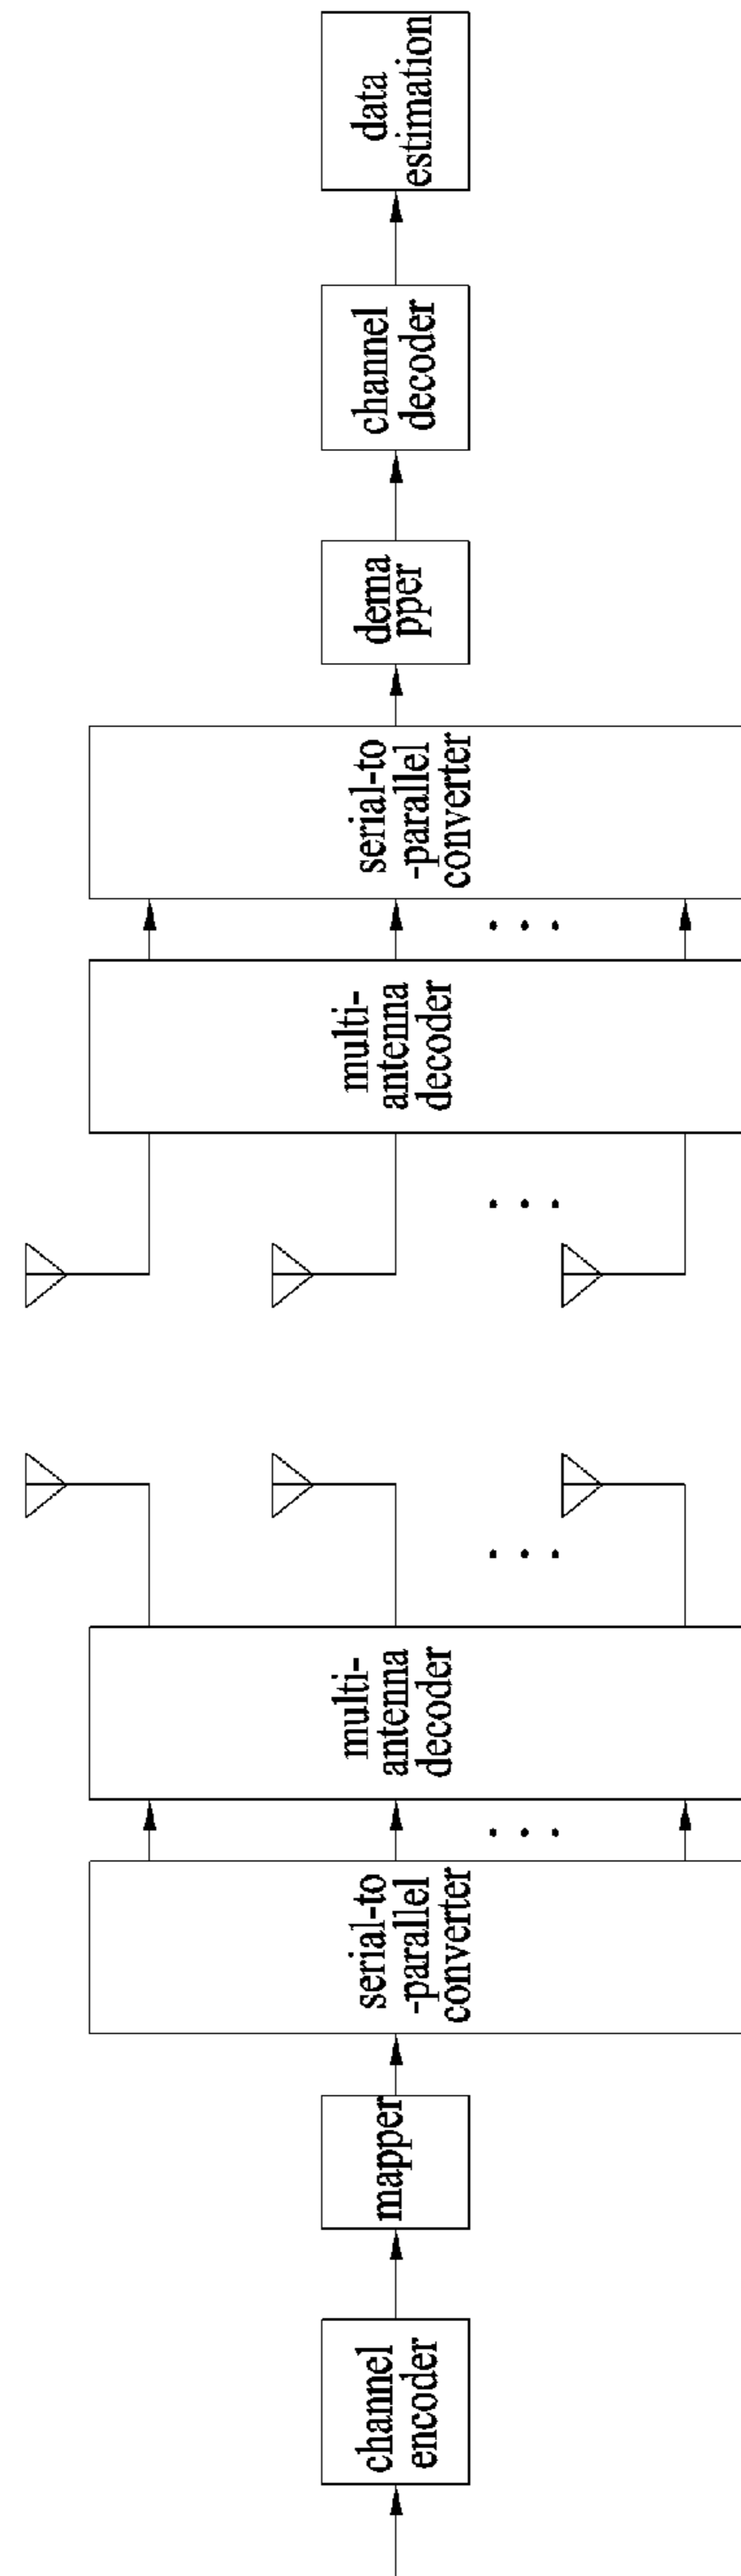 channel
encoder
mapper
serial-to
-parallel
converter
multi-
antenna
decoder
multi-
antenna
decoder
serial-to
-parallel
converter
dema
pper
channel
decoder
data
estimation